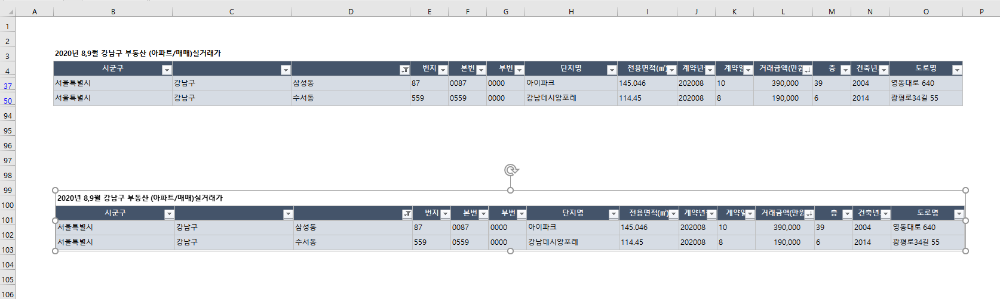 A B C D E F G H I J K L M N O P
1
2
3 2020년 8,9월 강남구 부동산 (아파트/매매)실거래가
4 시군구 번지 본번 부번 단지명 전용면적(㎡) 계약년 계약일 거래금액(만원 층 건축년 도로명
37 서울특별시 강남구 삼성동 87 0087 0000 아이파크 145.046 202008 10 390,000 39 2004 영동대로 640
50 서울특별시 강남구 수서동 559 0559 0000 강남데시앙포레 114.45 202008 8 190,000 6 2014 광평로34길 55
94
95
96
97
98
99
100 2020년 8,9월 강남구 부동산 (아파트/매매)실거래가
101 시군구 번지 본번 부번 단지명 전용면적(㎡) 계약년 계약일 거래금액(만원 층 건축년 도로명
102 서울특별시 강남구 삼성동 87 0087 0000 아이파크 145.046 202008 10 390,000 39 2004 영동대로 640
103 서울특별시 강남구 수서동 559 0559 0000 강남데시앙포레 114.45 202008 8 190,000 6 2014 광평로34길 55
104
105
106